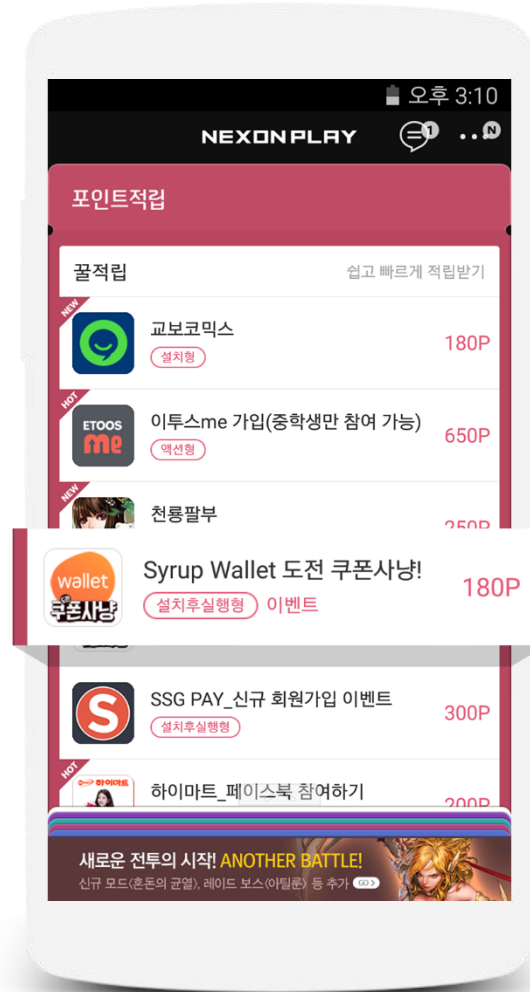 오후 3:10
NEXON PLAY
1
N
포인트적립
꿀적립
쉽고 빠르게 적립받기
NEW
교보코믹스
설치형
180P
HOT
ETOOS
me
이투스me 가입(중학생만 참여 가능)
액션형
650P
NEW
천룡팔부
250P
wallet
쿠폰사냥
Syrup Wallet 도전 쿠폰사냥!
설치후실행형 이벤트
180P
S
SSG PAY_신규 회원가입 이벤트
설치후실행형
300P
HOT
하이마트
하이마트_페이스북 참여하기
200P
새로운 전투의 시작! ANOTHER BATTLE!
신규 모드<혼돈의 균열>, 레이드 보스<아틸룬> 등 추가 GO >